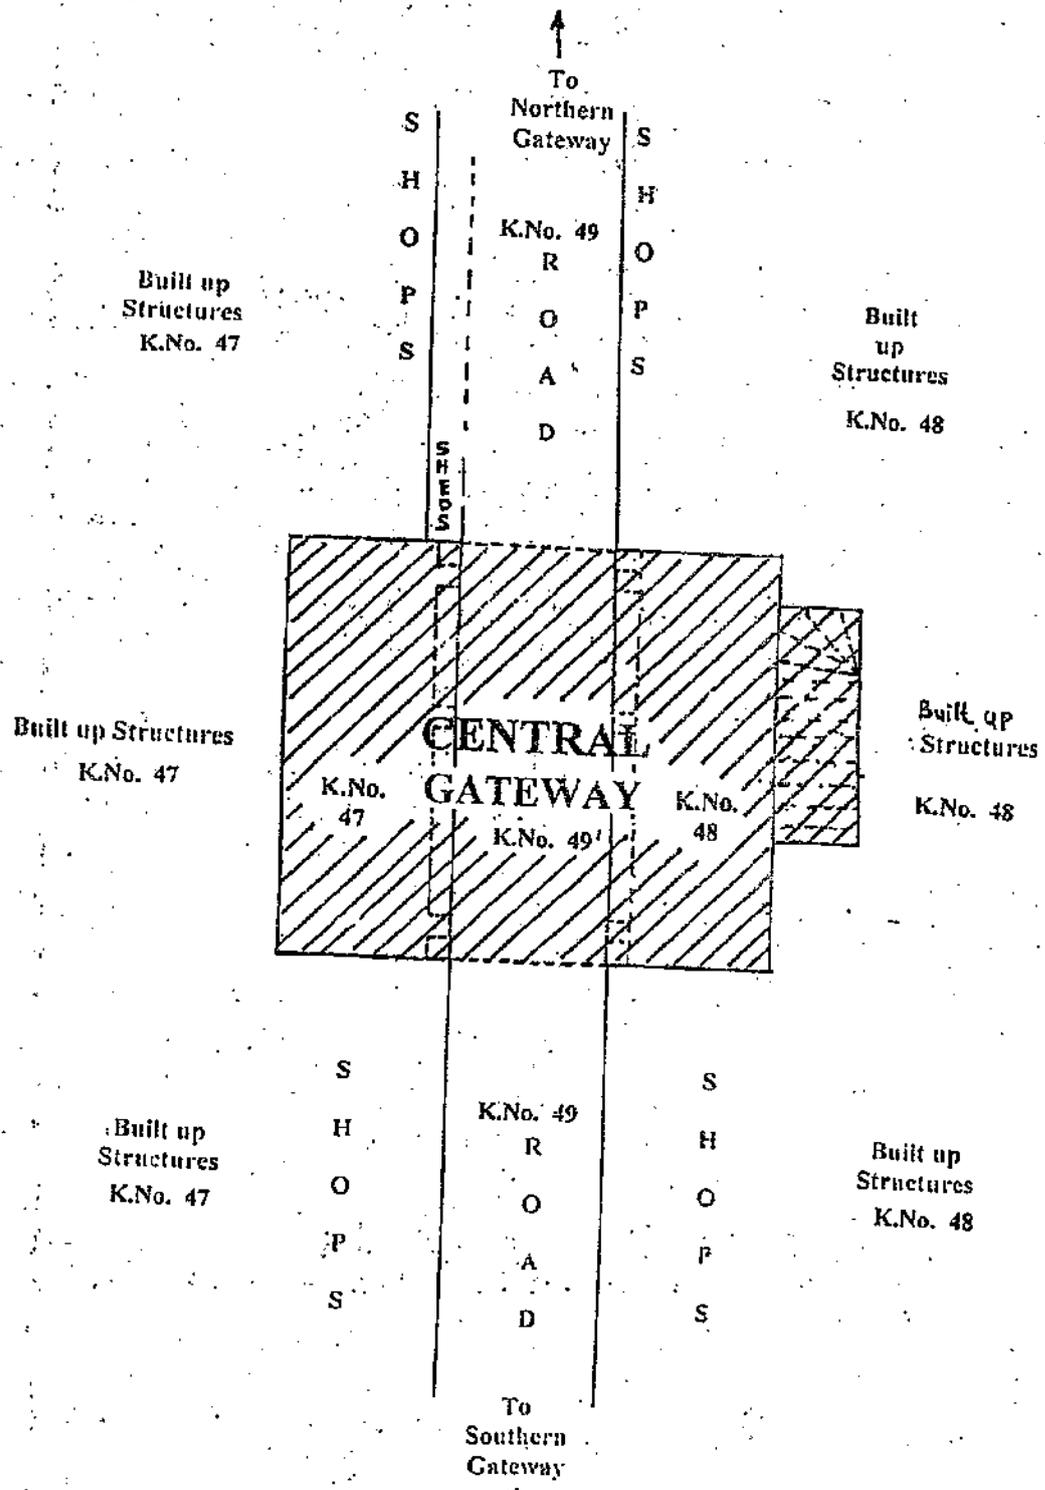 To
Northern
Gateway
S
H
O
P
S
S
H
O
P
S
K.No. 49
R
O
A
D
Built up
Structures
K.No. 47
Built
up
Structures
K.No. 48
SHEDS
Built up Structures
K.No. 47
CENTRAL
GATEWAY
K.No.
47
K.No. 49
K.No.
48
Built up
Structures
K.No. 48
S
H
O
P
S
K.No. 49
R
O
A
D
S
H
O
P
S
Built up
Structures
K.No. 47
Built up
Structures
K.No. 48
To
Southern
Gateway